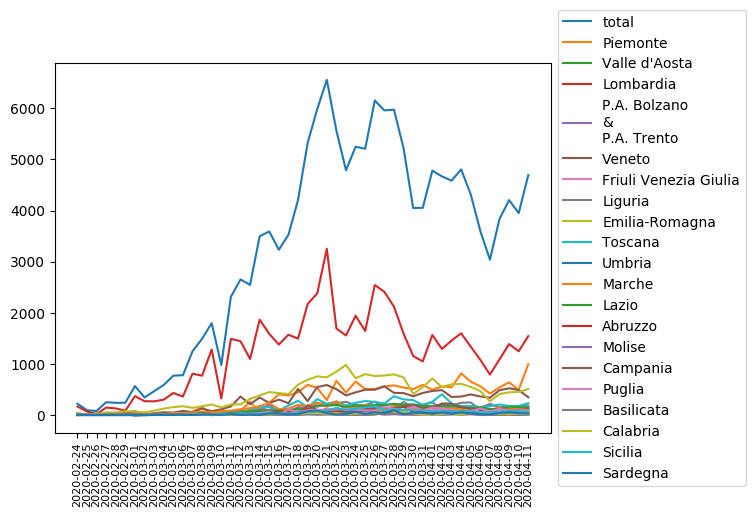 6000
5000
4000
3000
2000
1000
0
2020-02-24
2020-02-25
2020-02-26
2020-02-27
2020-02-28
2020-02-29
2020-03-01
2020-03-02
2020-03-03
2020-03-04
2020-03-05
2020-03-06
2020-03-07
2020-03-08
2020-03-09
2020-03-10
2020-03-11
2020-03-12
2020-03-13
2020-03-14
2020-03-15
2020-03-16
2020-03-17
2020-03-18
2020-03-19
2020-03-20
2020-03-21
2020-03-22
2020-03-23
2020-03-24
2020-03-25
2020-03-26
2020-03-27
2020-03-28
2020-03-29
2020-03-30
2020-03-31
2020-04-01
2020-04-02
2020-04-03
2020-04-04
2020-04-05
2020-04-06
2020-04-07
2020-04-08
2020-04-09
2020-04-10
2020-04-11
total
Piemonte
Valle d'Aosta
Lombardia
P.A. Bolzano
&
P.A. Trento
Veneto
Friuli Venezia Giulia
Liguria
Emilia-Romagna
Toscana
Umbria
Marche
Lazio
Abruzzo
Molise
Campania
Puglia
Basilicata
Calabria
Sicilia
Sardegna